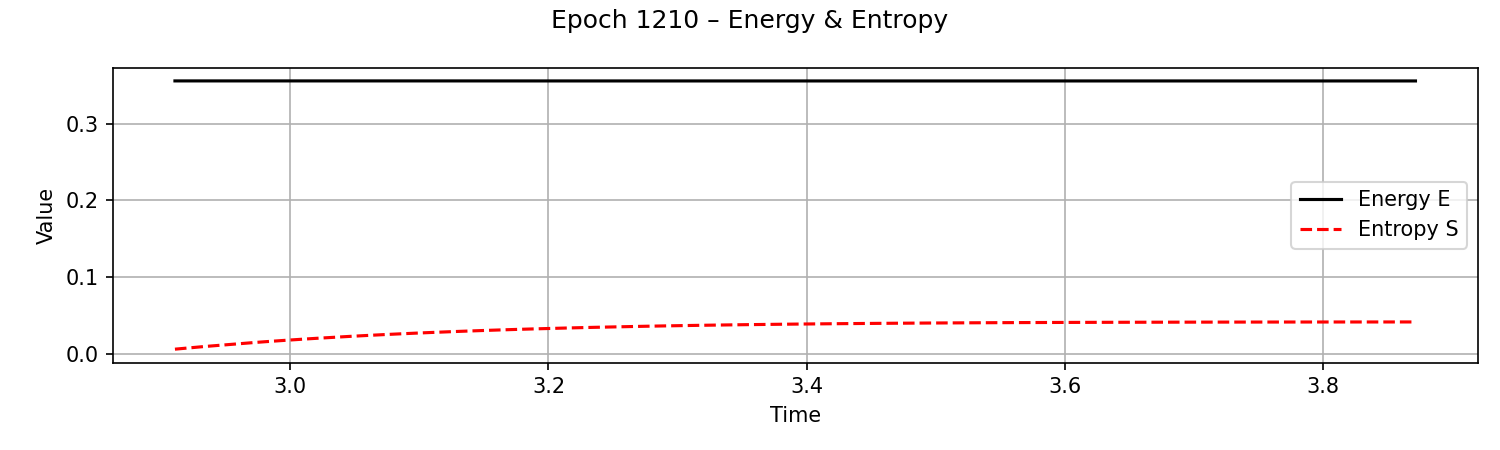 Epoch 1210 – Energy & Entropy
Value
0.3
0.2
0.1
0.0
Energy E
Entropy S
3.0 3.2 3.4 3.6 3.8
Time